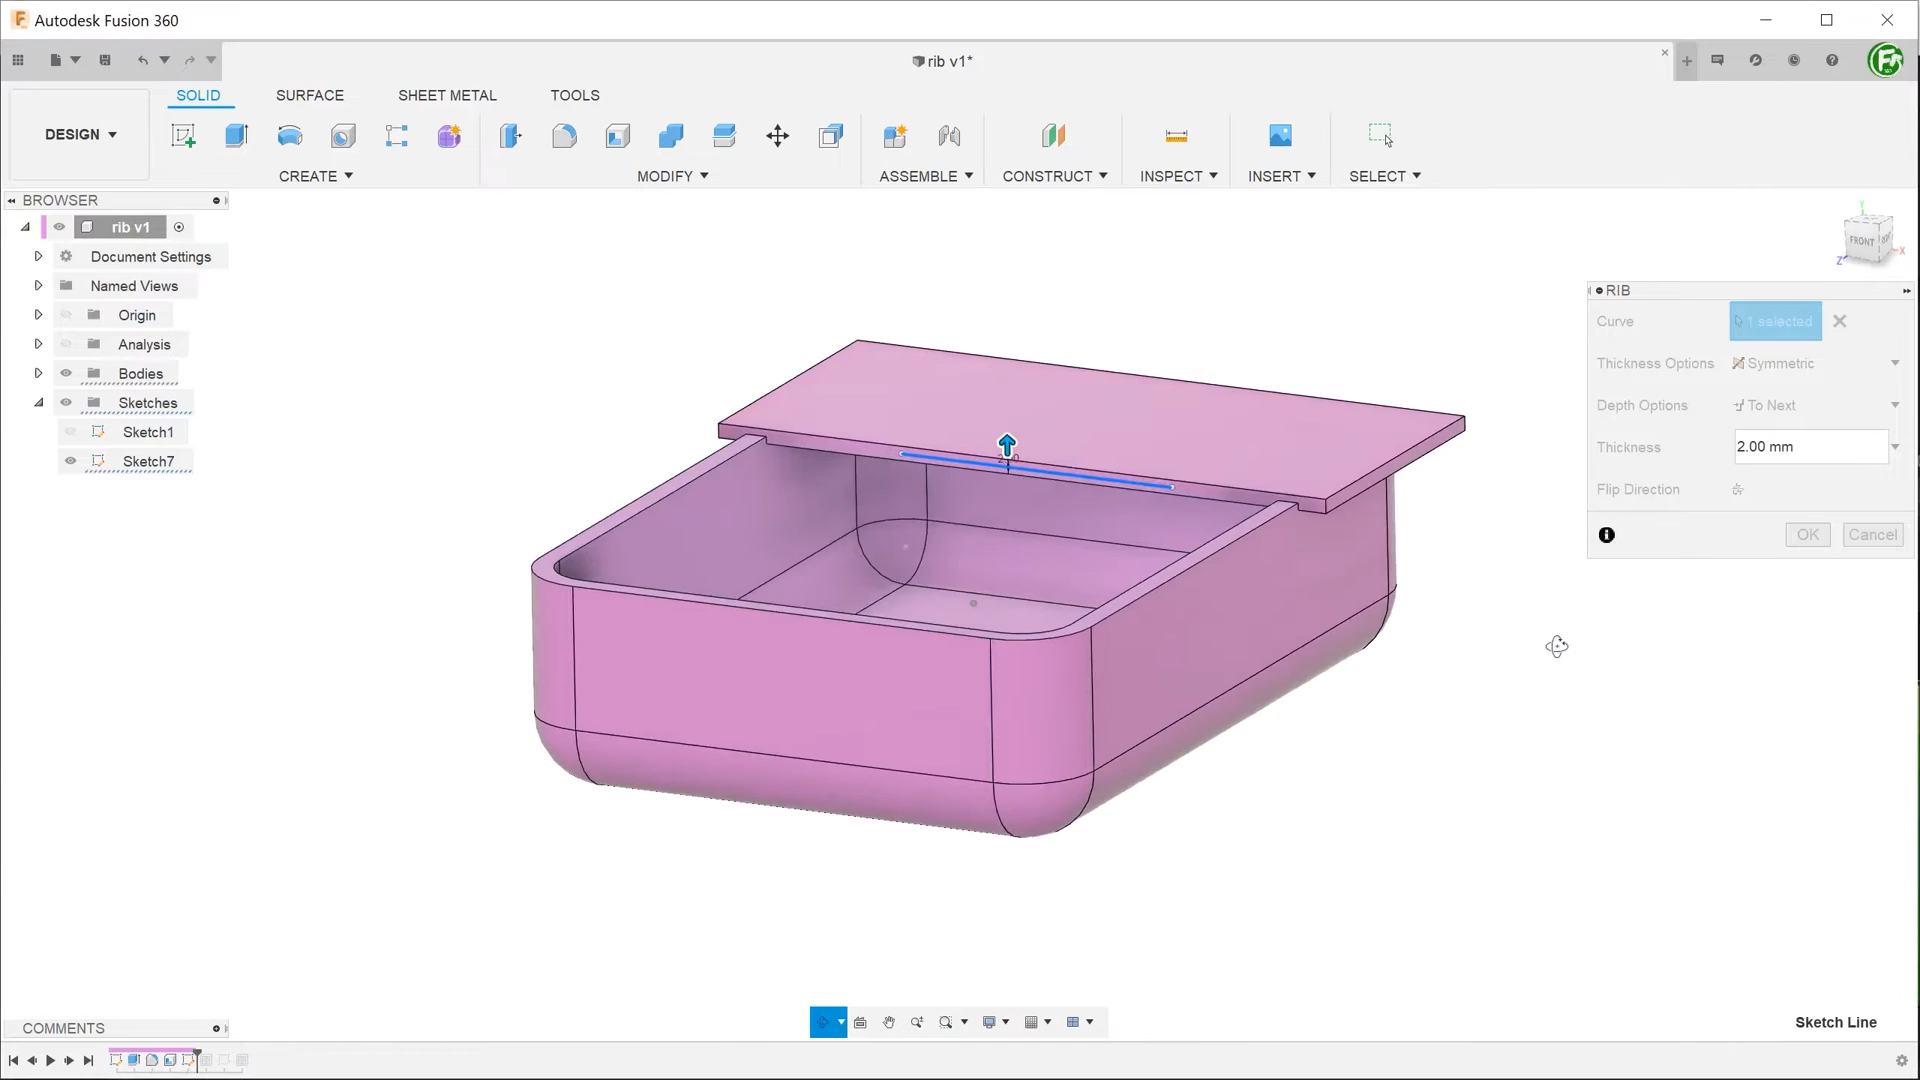 Autodesk Fusion 360
rib v1*
SOLID SURFACE SHEET METAL TOOLS
DESIGN
CREATE MODIFY ASSEMBLE CONSTRUCT INSPECT INSERT SELECT
BROWSER
rib v1
Document Settings
Named Views
Origin
Analysis
Bodies
Sketches
Sketch1
Sketch7
FRONT
Y
X
Z
RIB
Curve 1 selected
Thickness Options Symmetric
Depth Options To Next
Thickness 2.00 mm
Flip Direction
OK Cancel
COMMENTS
Sketch Line